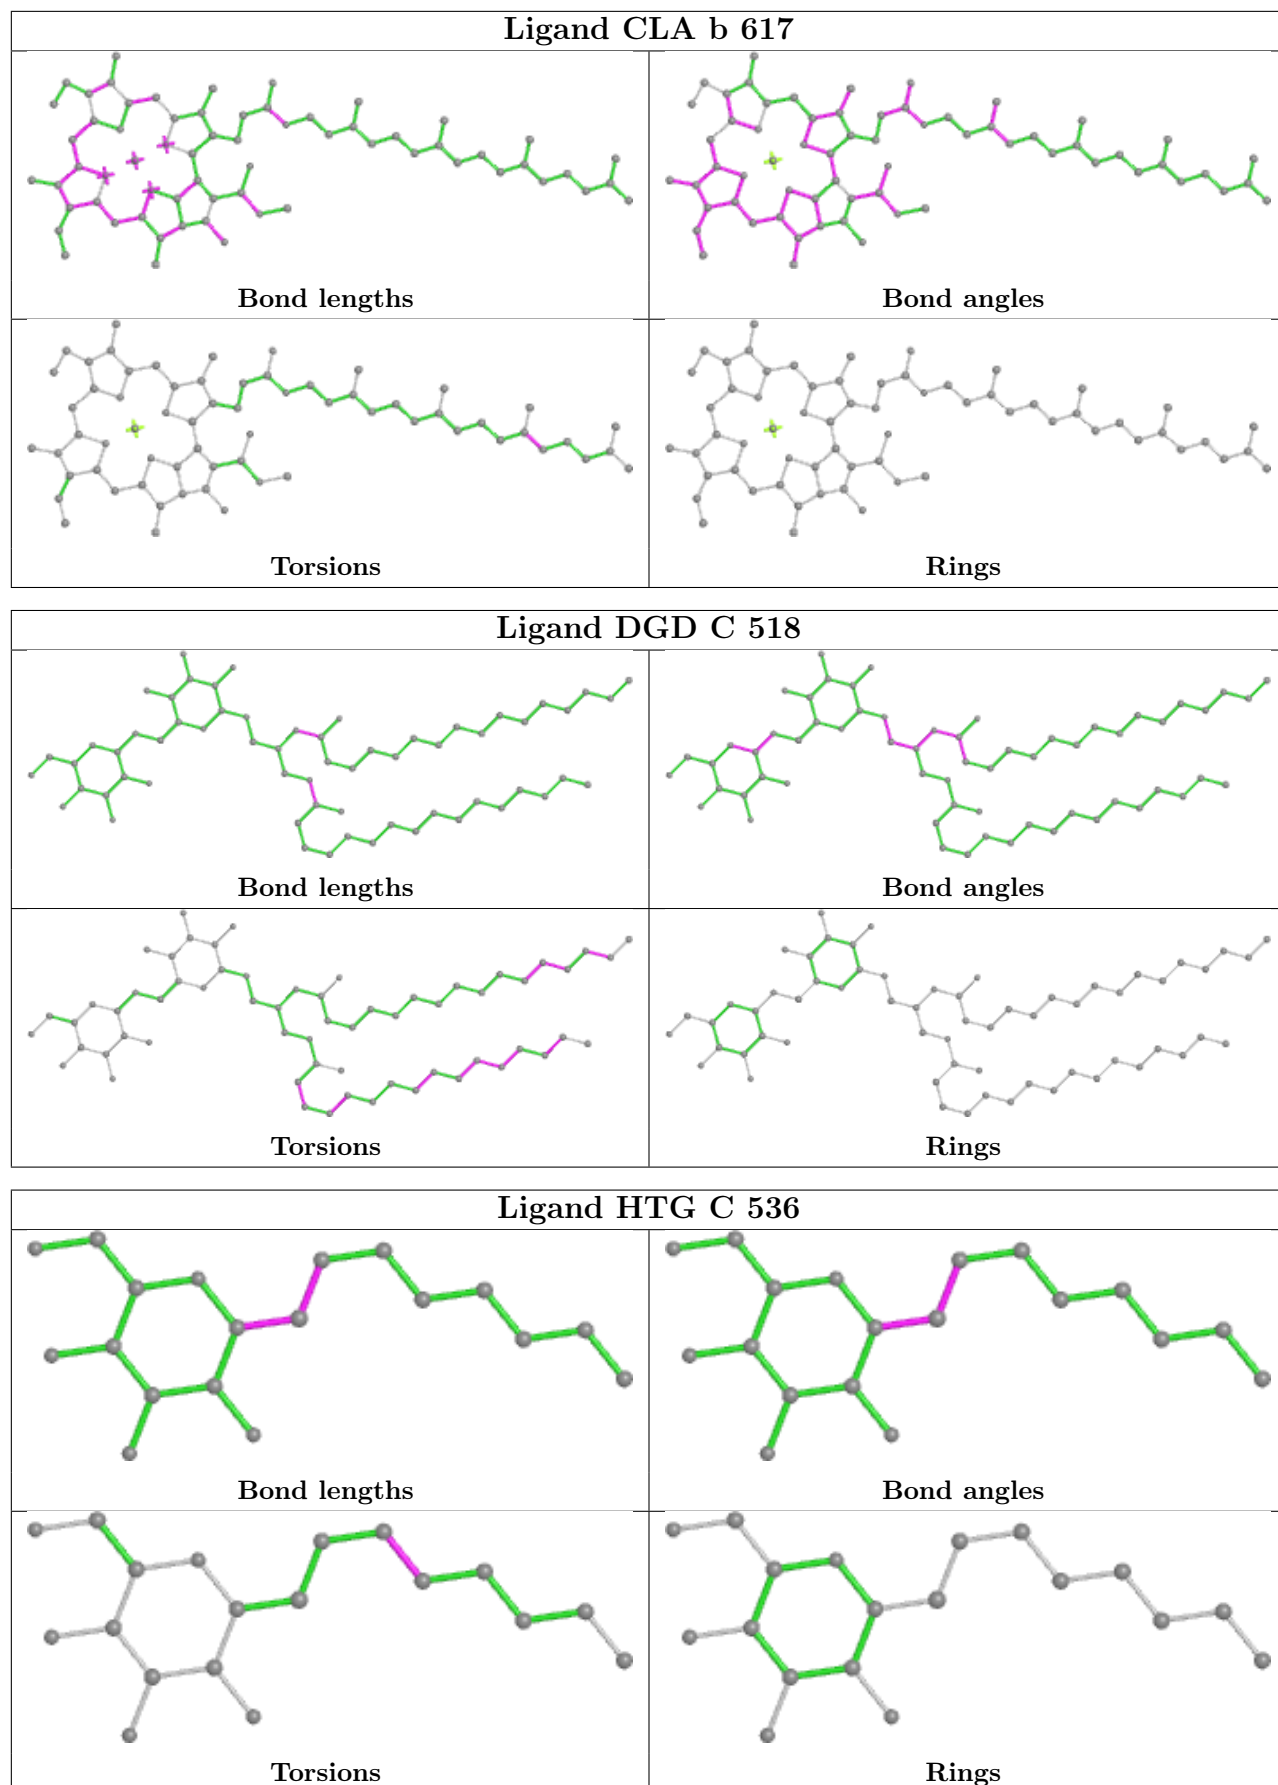 Ligand CLA b 617
Bond lengths
Bond angles
Torsions
Rings
Ligand DGD C 518
Bond lengths
Bond angles
Torsions
Rings
Ligand HTG C 536
Bond lengths
Bond angles
Torsions
Rings